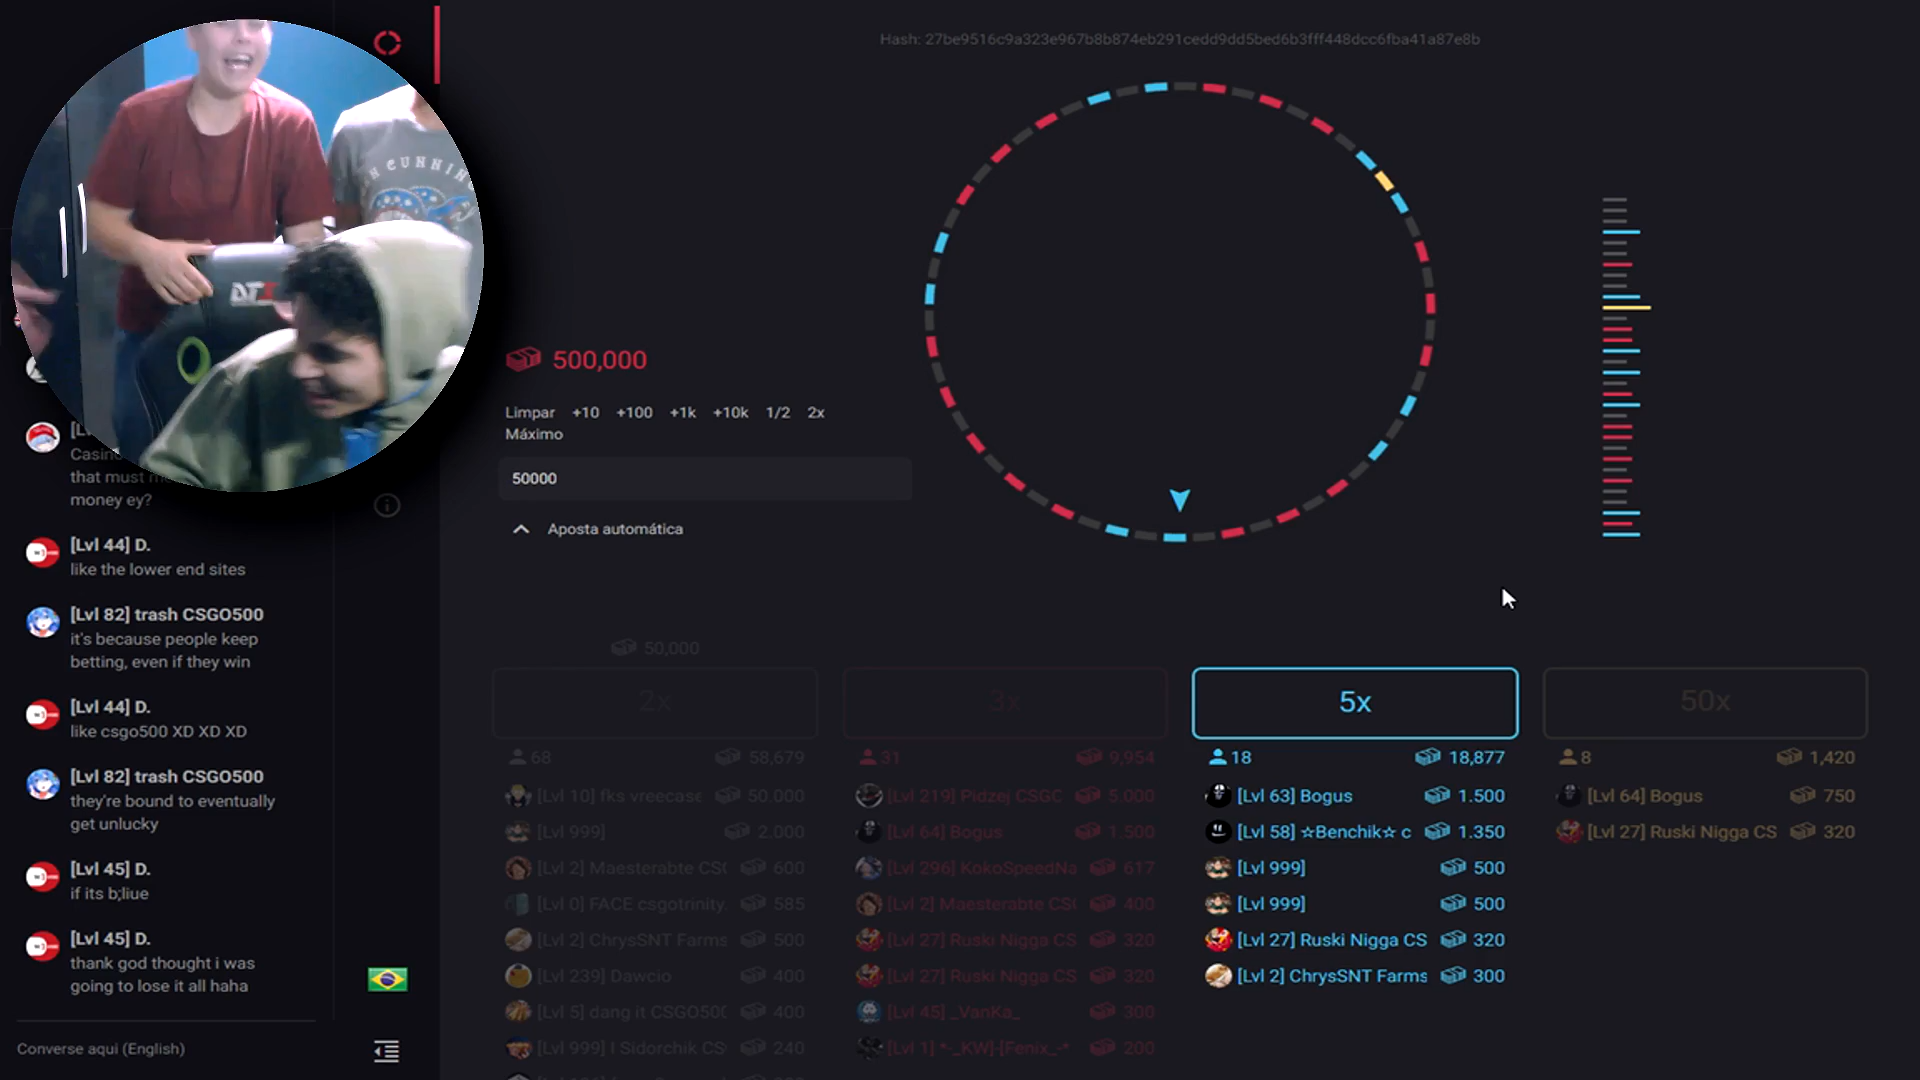 Hash: 27be9516c9a323e967b8b874eb291cedd9dd5bed6b3fff448dcc6fba41a87e8b
CUNNING
DTI
Casino
that must
money ey?
[Lvl 44] D.
like the lower end sites
[Lvl 82] trash CSGO500
it's because people keep
betting, even if they win
[Lvl 44] D.
like csgo500 XD XD XD
[Lvl 82] trash CSGO500
they're bound to eventually
get unlucky
[Lvl 45] D.
if its b;liue
[Lvl 45] D.
thank god thought i was
going to lose it all haha
Converse aqui (English)
500,000
Limpar +10 +100 +1k +10k 1/2 2x
Máximo
50000
Aposta automática
50,000
2x
68 58,679
[Lvl 10] fks vreecase 50.000
[Lvl 999] 2.000
[Lvl 2] Maesterabte CS 600
[Lvl 0] FACE csgotrinity. 585
[Lvl 2] ChrysSNT Farms 500
[Lvl 239] Dawcio 400
[Lvl 5] dang it CSGO500 400
[Lvl 999] I Sidorchik CS 240
3x
31 9,954
[Lvl 219] Pidzej CSGO 5.000
[Lvl 64] Bogus 1.500
[Lvl 296] KokoSpeedNa 617
[Lvl 2] Maesterabte CS 400
[Lvl 27] Ruski Nigga CS 320
[Lvl 27] Ruski Nigga CS 320
[Lvl 45] _VanKa_ 300
[Lvl 1] *-_KW]-[Fenix_-* 200
5x
18 18,877
[Lvl 63] Bogus 1.500
[Lvl 58] ☆Benchik☆ c 1.350
[Lvl 999] 500
[Lvl 999] 500
[Lvl 27] Ruski Nigga CS 320
[Lvl 2] ChrysSNT Farms 300
50x
8 1,420
[Lvl 64] Bogus 750
[Lvl 27] Ruski Nigga CS 320